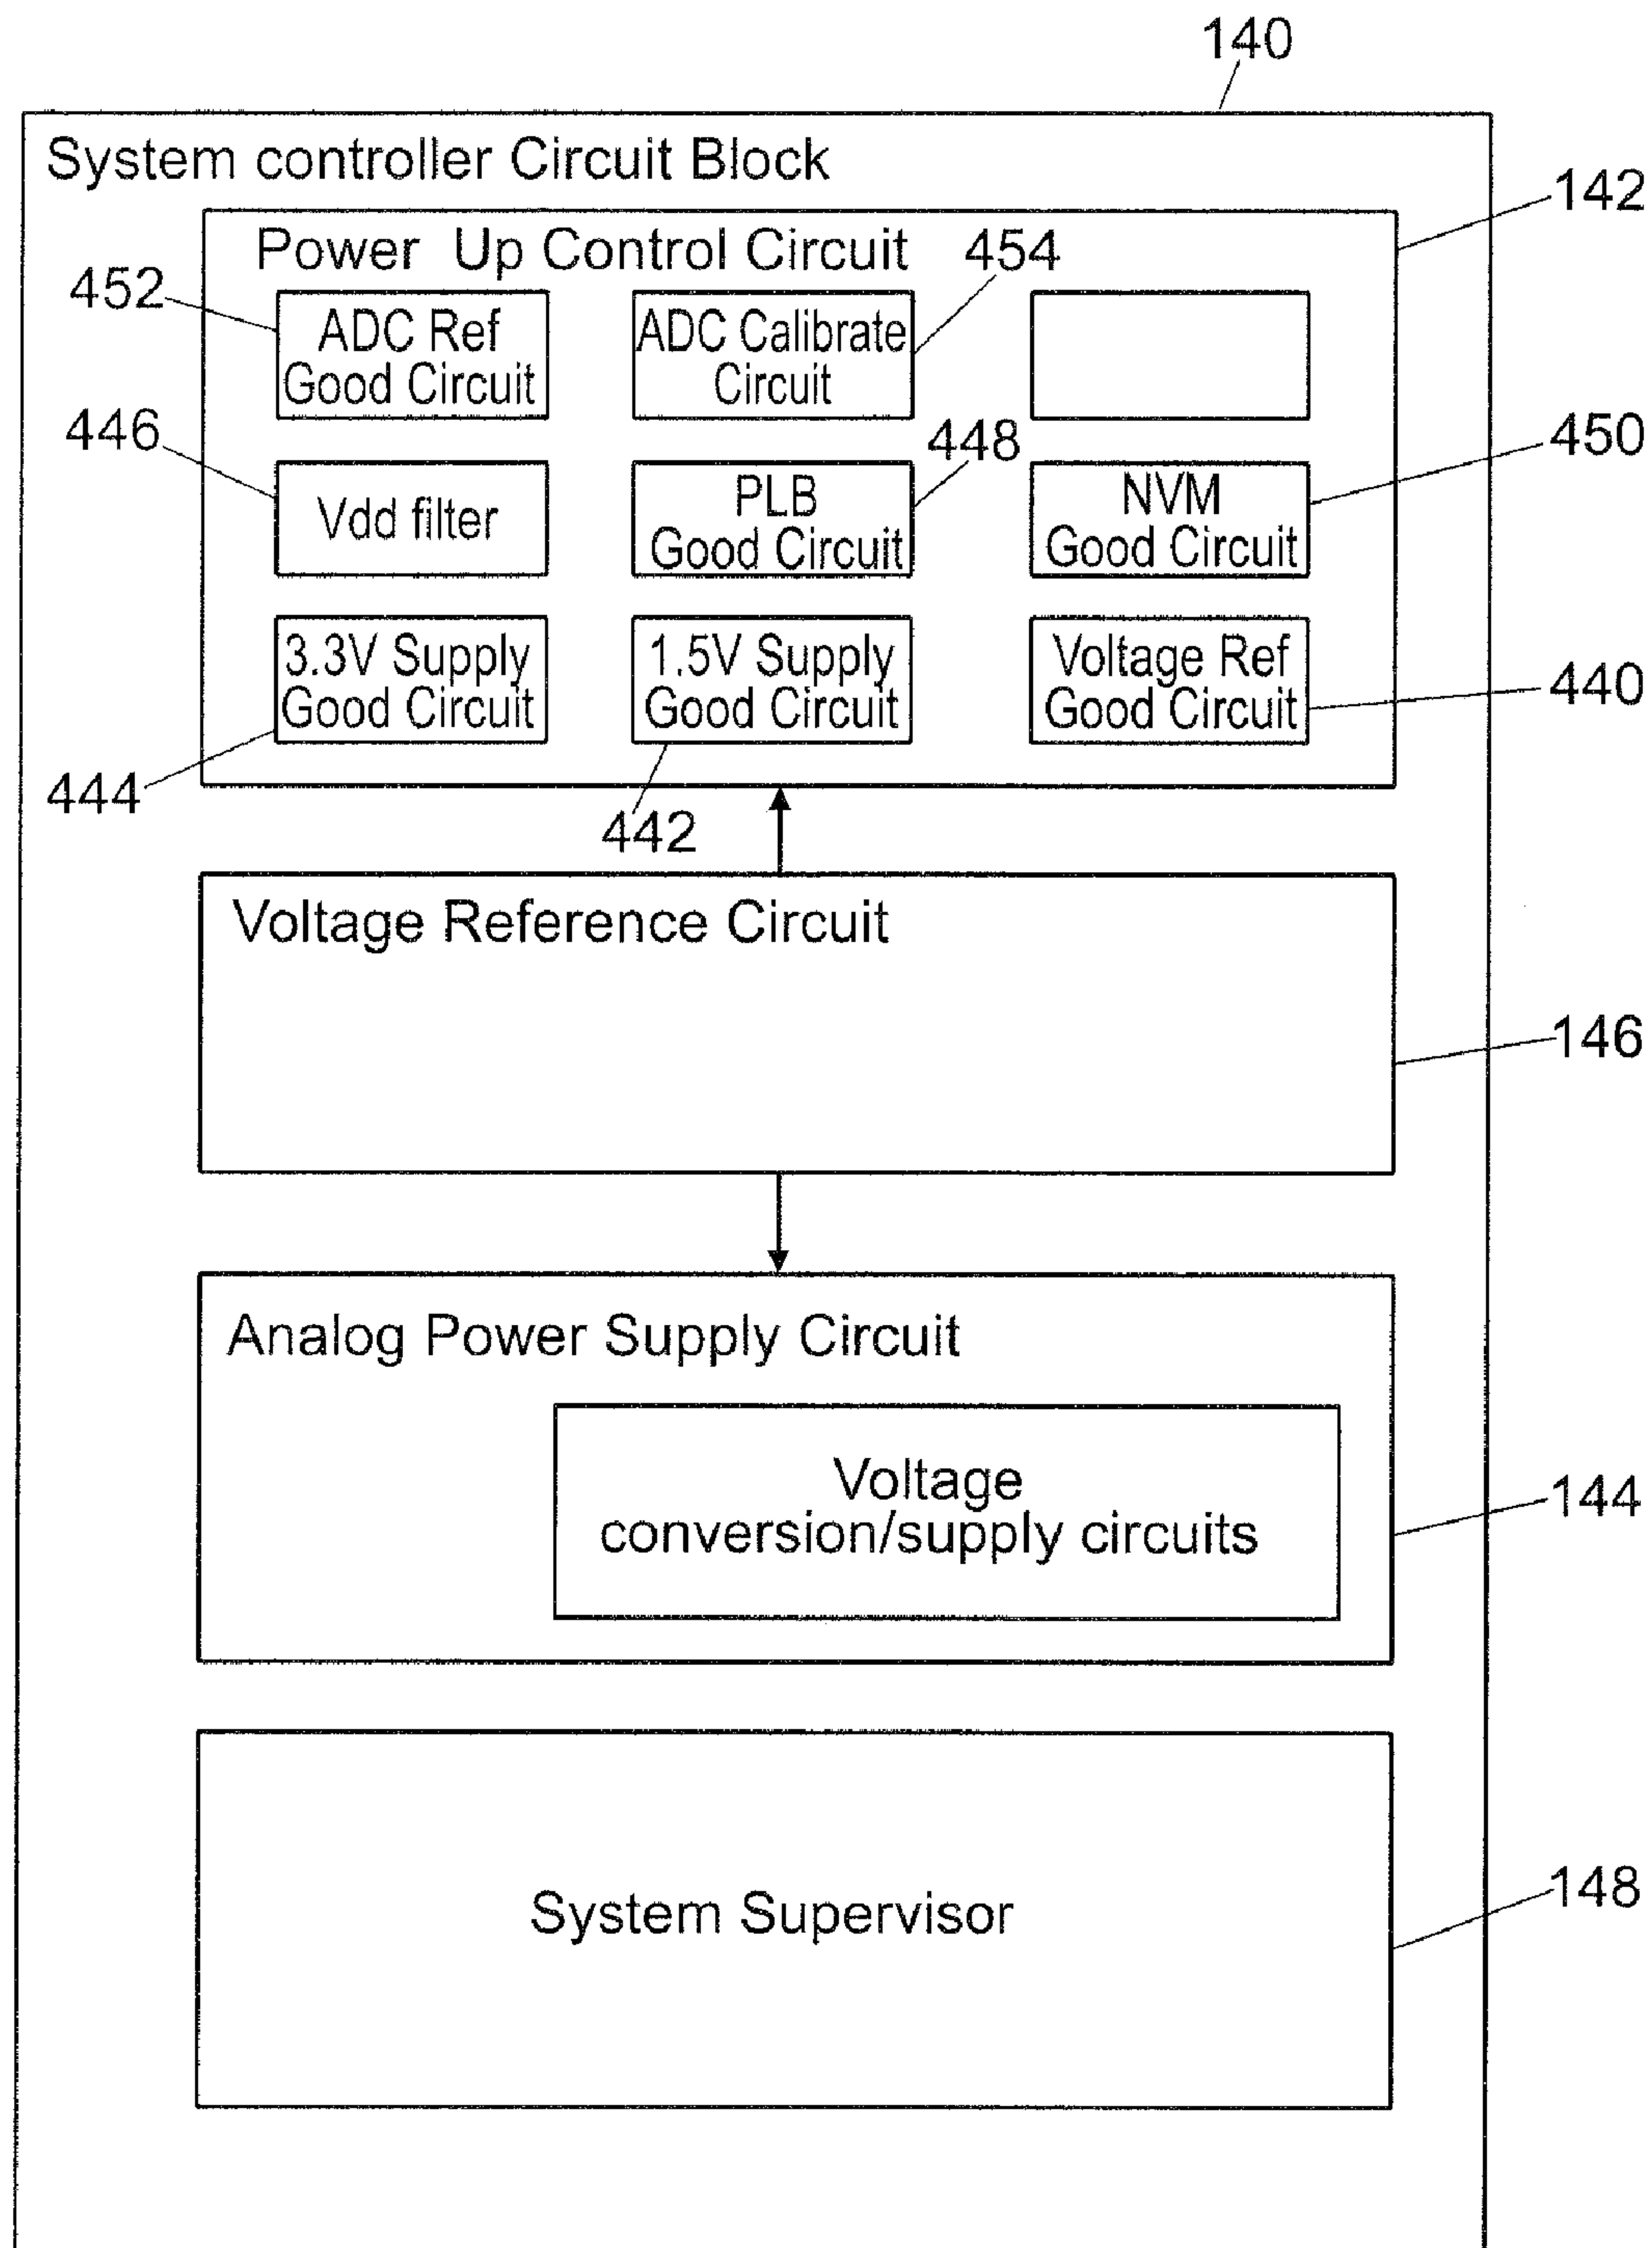 140
System controller Circuit Block
142
Power Up Control Circuit
454
452
ADC Ref
Good Circuit
ADC Calibrate
Circuit
446
448
450
Vdd filter
PLB
Good Circuit
NVM
Good Circuit
3.3V Supply
Good Circuit
1.5V Supply
Good Circuit
Voltage Ref
Good Circuit
440
444
442
Voltage Reference Circuit
146
Analog Power Supply Circuit
Voltage
conversion/supply circuits
144
System Supervisor
148